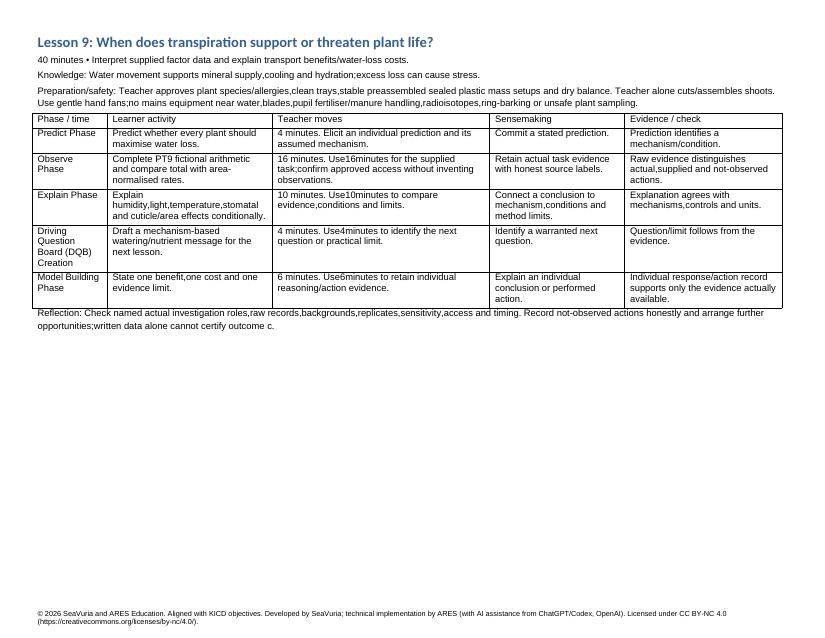 Lesson 9: When does transpiration support or threaten plant life?
40 minutes • Interpret supplied factor data and explain transport benefits/water-loss costs.
Knowledge: Water movement supports mineral supply,cooling and hydration;excess loss can cause stress.
Preparation/safety: Teacher approves plant species/allergies,clean trays,stable preassembled sealed plastic mass setups and dry balance. Teacher alone cuts/assembles shoots.
Use gentle hand fans;no mains equipment near water,blades,pupil fertiliser/manure handling,radioisotopes,ring-barking or unsafe plant sampling.
Phase / time
Learner activity
Teacher moves
Sensemaking
Evidence / check
Predict Phase
Predict whether every plant should
maximise water loss.
4 minutes. Elicit an individual prediction and its
assumed mechanism.
Commit a stated prediction.
Prediction identifies a
mechanism/condition.
Observe
Phase
Complete PT9 fictional arithmetic
and compare total with area-
normalised rates.
16 minutes. Use16minutes for the supplied
task;confirm approved access without inventing
observations.
Retain actual task evidence
with honest source labels.
Raw evidence distinguishes
actual,supplied and not-observed
actions.
Explain Phase
Explain
humidity,light,temperature,stomatal
and cuticle/area effects conditionally.
10 minutes. Use10minutes to compare
evidence,conditions and limits.
Connect a conclusion to
mechanism,conditions and
method limits.
Explanation agrees with
mechanisms,controls and units.
Driving
Question
Board (DQB)
Creation
Draft a mechanism-based
watering/nutrient message for the
next lesson.
4 minutes. Use4minutes to identify the next
question or practical limit.
Identify a warranted next
question.
Question/limit follows from the
evidence.
Model Building
Phase
State one benefit,one cost and one
evidence limit.
6 minutes. Use6minutes to retain individual
reasoning/action evidence.
Explain an individual
conclusion or performed
action.
Individual response/action record
supports only the evidence actually
available.
Reflection: Check named actual investigation roles,raw records,backgrounds,replicates,sensitivity,access and timing. Record not-observed actions honestly and arrange further
opportunities;written data alone cannot certify outcome c.
© 2026 SeaVuria and ARES Education. Aligned with KICD objectives. Developed by SeaVuria; technical implementation by ARES (with AI assistance from ChatGPT/Codex, OpenAI). Licensed under CC BY-NC 4.0
(https://creativecommons.org/licenses/by-nc/4.0/).